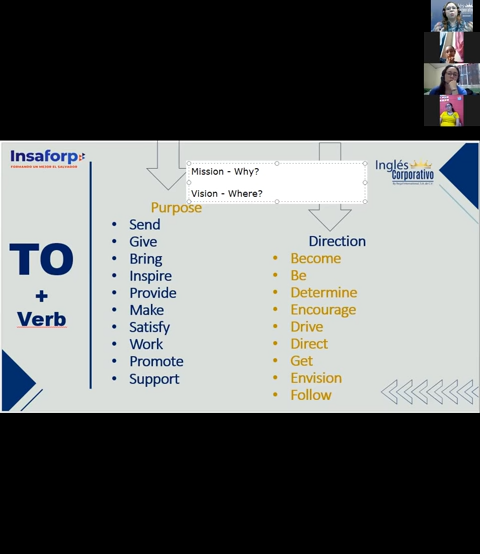 Insaforp
FORMANDO UN MEJOR EL SALVADOR
Inglés
Corporativo
Mission - Why?
Vision - Where?
TO
+
Verb
Purpose
• Send
• Give
• Bring
• Inspire
• Provide
• Make
• Satisfy
• Work
• Promote
• Support
Direction
• Become
• Be
• Determine
• Encourage
• Drive
• Direct
• Get
• Envision
• Follow